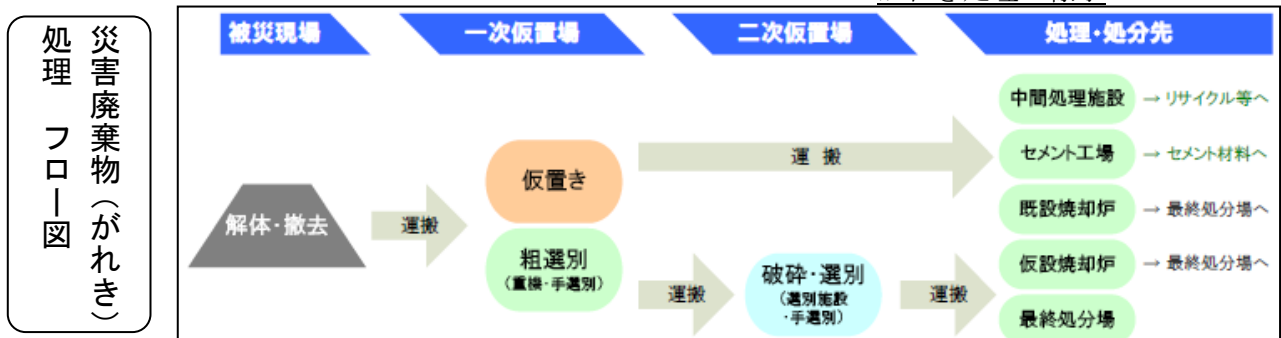 災害廃棄物(がれき)
処理 フロー図
被災現場
一次仮置場
二次仮置場
処理・処分先
解体・撤去
運搬
仮置き
粗選別
(重機・手選別)
運搬
運搬
破砕・選別
(選別施設
・手選別)
運搬
中間処理施設 → リサイクル等へ
セメント工場 → セメント材料へ
既設焼却炉 → 最終処分場へ
仮設焼却炉 → 最終処分場へ
最終処分場